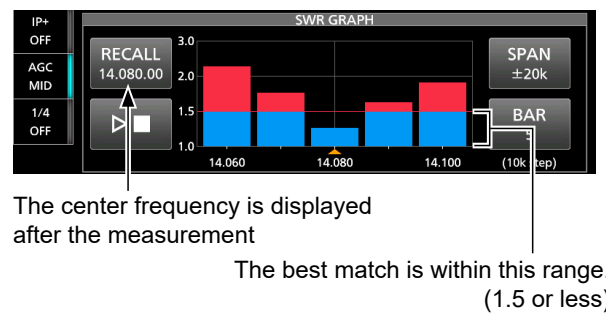 IP+
OFF
AGC
MID
1/4
OFF
SWR GRAPH
RECALL
14.080.00
3.0
2.0
1.5
1.0
14.060
14.080
14.100
SPAN
±20k
BAR
(10k step)
The center frequency is displayed
after the measurement
The best match is within this range.
(1.5 or less)